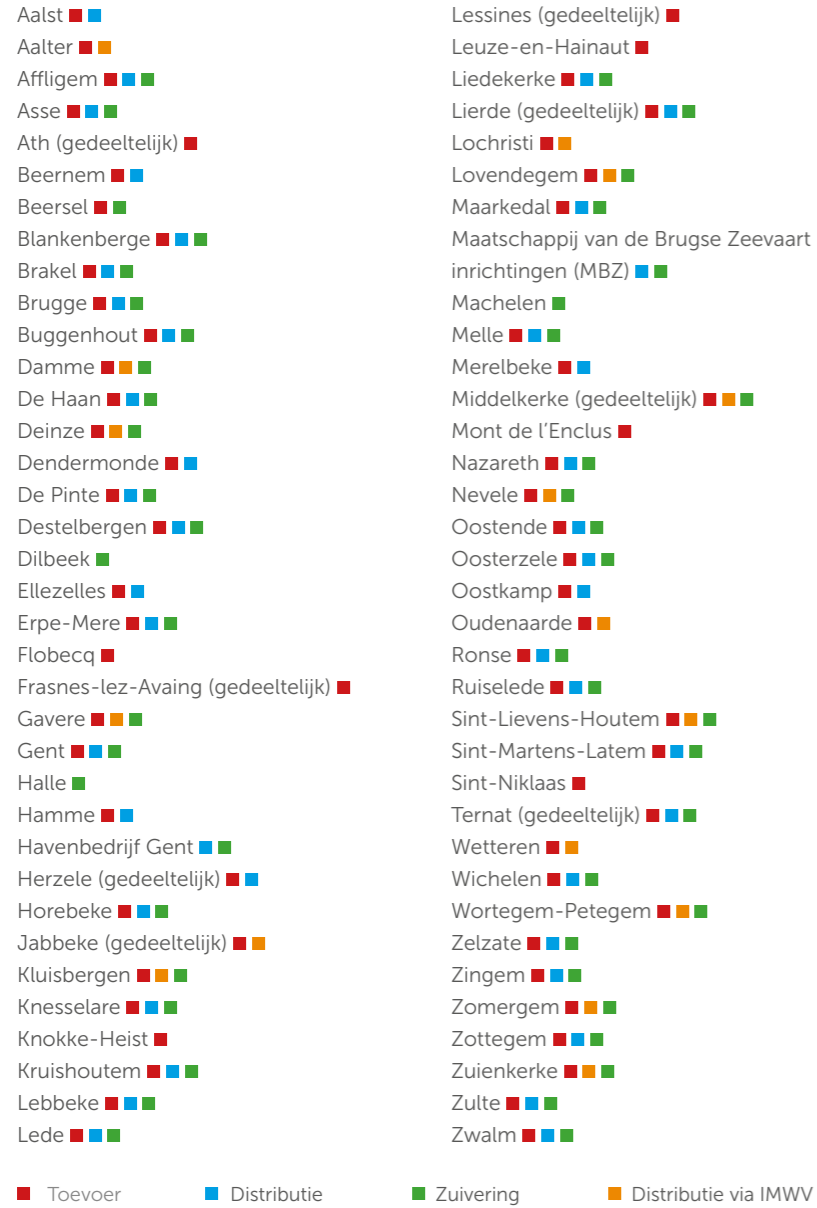 Aalst
Aalter
Affligem
Asse
Ath (gedeeltelijk)
Beernem
Beersel
Blankenberge
Brakel
Brugge
Buggenhout
Damme
De Haan
Deinze
Dendermonde
De Pinte
Destelbergen
Dilbeek
Ellezelles
Erpe-Mere
Flobecq
Frasnes-lez-Avaing (gedeeltelijk)
Gavere
Gent
Halle
Hamme
Havenbedrijf Gent
Herzele (gedeeltelijk)
Horebeke
Jabbeke (gedeeltelijk)
Kluisbergen
Knesselare
Knokke-Heist
Kruishoutem
Lebbeke
Lede
Lessines (gedeeltelijk)
Leuze-en-Hainaut
Liedekerke
Lierde (gedeeltelijk)
Lochristi
Lovendegem
Maarkedal
Maatschappij van de Brugse Zeevaart
inrichtingen (MBZ)
Machelen
Melle
Merelbeke
Middelkerke (gedeeltelijk)
Mont de l'Enclus
Nazareth
Nevele
Oostende
Oosterzele
Oostkamp
Oudenaarde
Ronse
Ruiselede
Sint-Lievens-Houtem
Sint-Martens-Latem
Sint-Niklaas
Ternat (gedeeltelijk)
Wetteren
Wichelen
Wortegem-Petegem
Zelzate
Zingem
Zomergem
Zottegem
Zuienkerke
Zulte
Zwalm
Toevoer Distributie Zuivering Distributie via IMWV